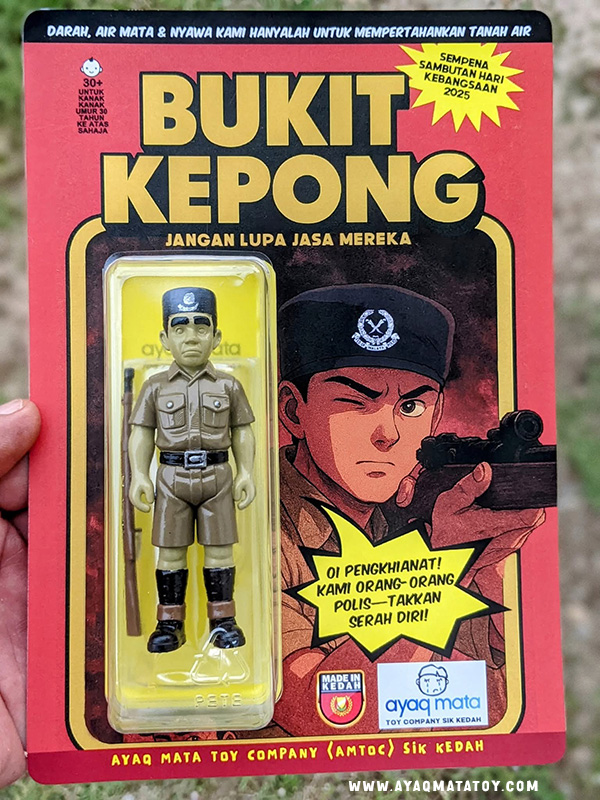 DARAH, AIR MATA & NYAWA KAMI HANYALAH UNTUK MEMPERTAHANKAN TANAH AIR
30+
UNTUK
KANAK
KANAK
UMUR 30
TAHUN
KE ATAS
SAHAJA
SEMPENA
SAMBUTAN HARI
KEBANGSAAN
2025
BUKIT
KEPONG
JANGAN LUPA JASA MEREKA
ayaq mata
OI PENGKHIANAT!
KAMI ORANG-ORANG
POLIS—TAKKAN
SERAH DIRI!
PETE
MADE IN
KEDAH
ayaq mata
TOY COMPANY SIK KEDAH
AYAQ MATA TOY COMPANY (AMTOC) SIK KEDAH
WWW.AYAQMATATOY.COM